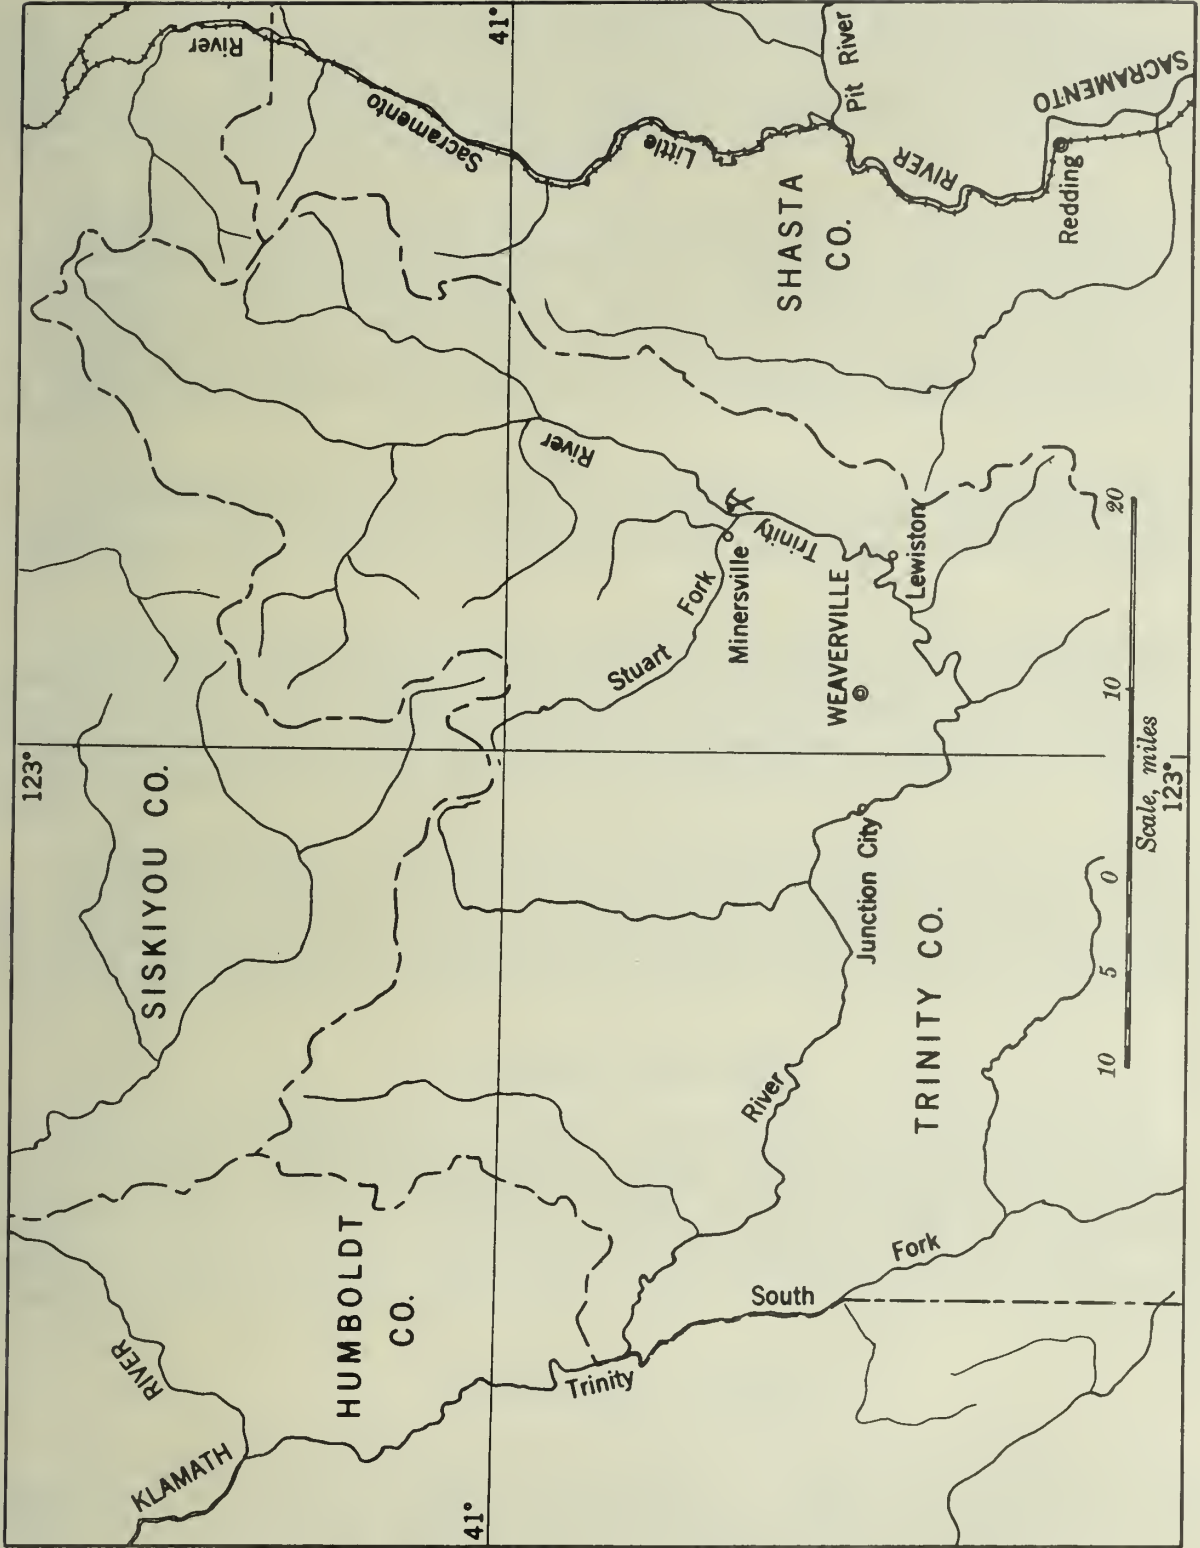 123°
SISKIYOU CO.
River
Sacramento
41°
41°
KLAMATH
RIVER
HUMBOLDT
CO.
River
Little
Pit River
Stuart
Fork
Minersville
Trinity
SHASTA
CO.
RIVER
SACRAMENTO
Redding
Trinity
South
Fork
River
Junction City
WEAVERVILLE
Lewiston
TRINITY CO.
10
5
0
10
20
Scale, miles
123°